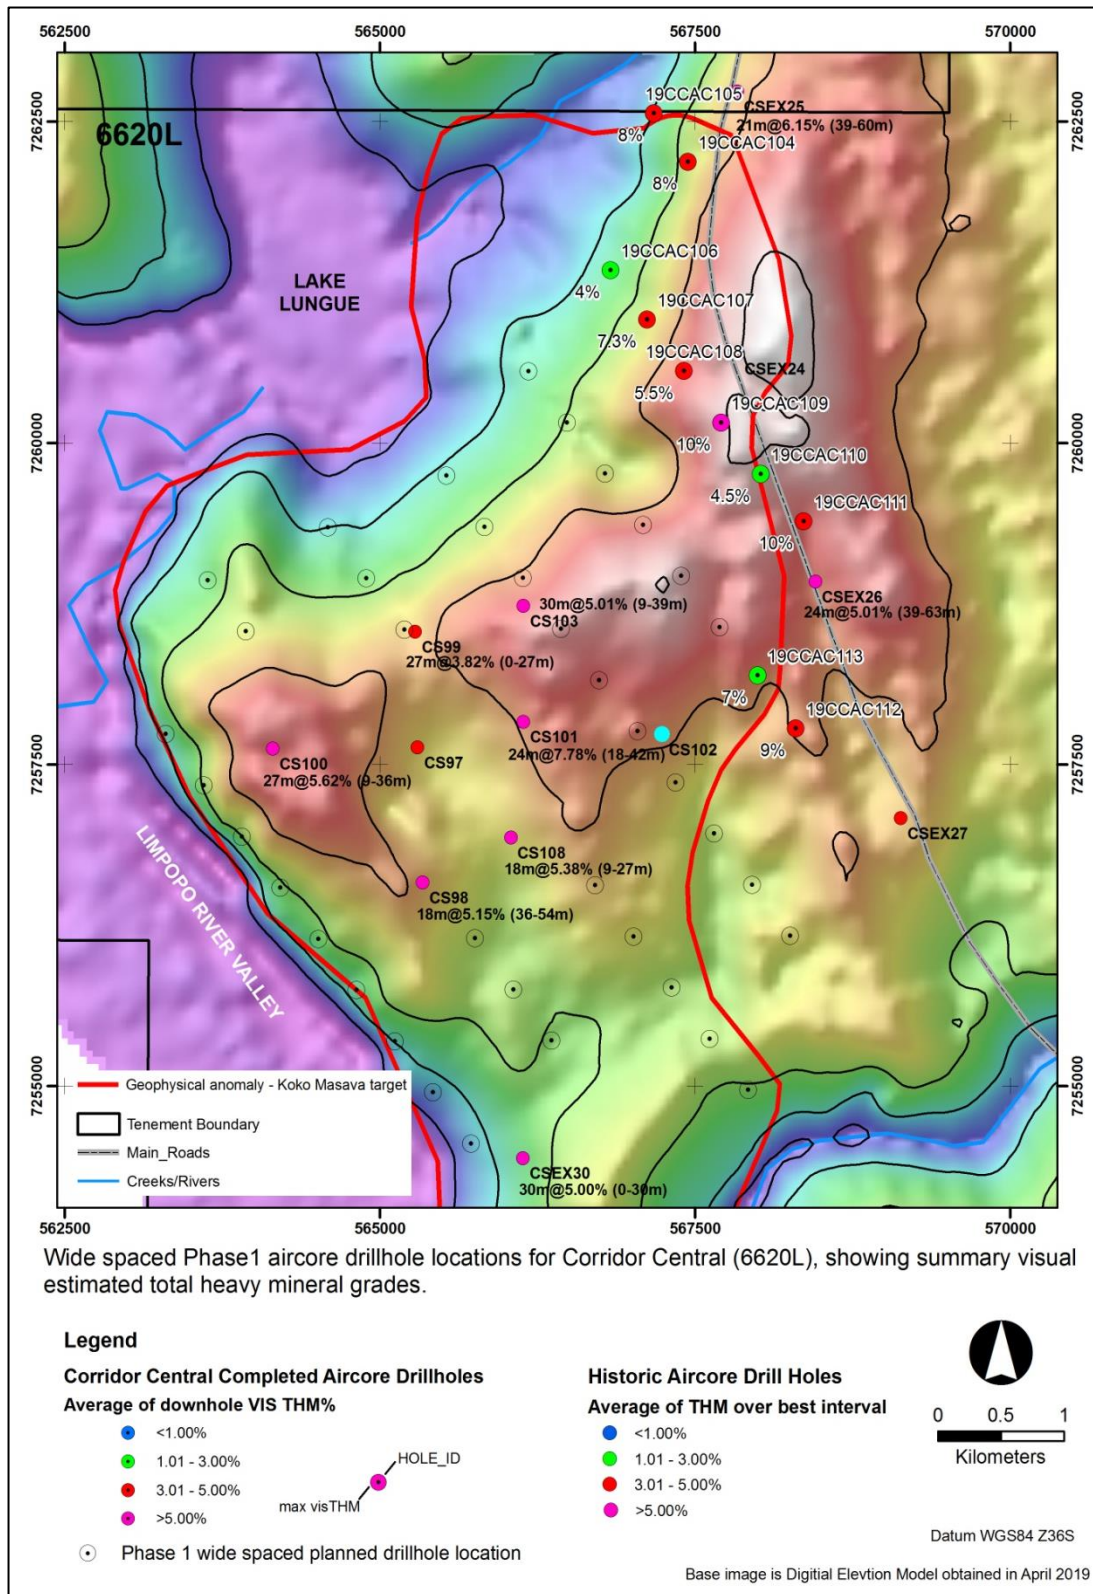 562500 565000 567500 570000
6620L
19CCAC105
CSEX25
21m@6.15% (39-60m)
8%
19CCAC104
8%
7262500
7262500
19CCAC106
4%
LAKE
LUNGUE
19CCAC107
7.3%
19CCAC108
5.5%
CSEX24
19CCAC109
10%
7260000
7260000
19CCAC110
4.5%
19CCAC111
10%
CSEX26
24m@5.01% (39-63m)
30m@5.01% (9-39m)
CS103
CS99
27m@3.82% (0-27m)
19CCAC113
7%
19CCAC112
9%
CS101
24m@7.78% (18-42m)
CS102
CS97
CS100
27m@5.62% (9-36m)
7257500
7257500
CSEX27
CS108
18m@5.38% (9-27m)
CS98
18m@5.15% (36-54m)
LIMPOPO RIVER VALLEY
7255000
7255000
Geophysical anomaly - Koko Masava target
Tenement Boundary
Main_Roads
Creeks/Rivers
CSEX30
30m@5.00% (0-30m)
562500 565000 567500 570000
Wide spaced Phase1 aircore drillhole locations for Corridor Central (6620L), showing summary visual
estimated total heavy mineral grades.
Legend
Corridor Central Completed Aircore Drillholes
Average of downhole VIS THM%
<1.00%
1.01 - 3.00%
3.01 - 5.00%
>5.00%
HOLE_ID
max visTHM
Phase 1 wide spaced planned drillhole location
Historic Aircore Drill Holes
Average of THM over best interval
<1.00%
1.01 - 3.00%
3.01 - 5.00%
>5.00%
0 0.5 1
Kilometers
Datum WGS84 Z36S
Base image is Digitial Elevtion Model obtained in April 2019